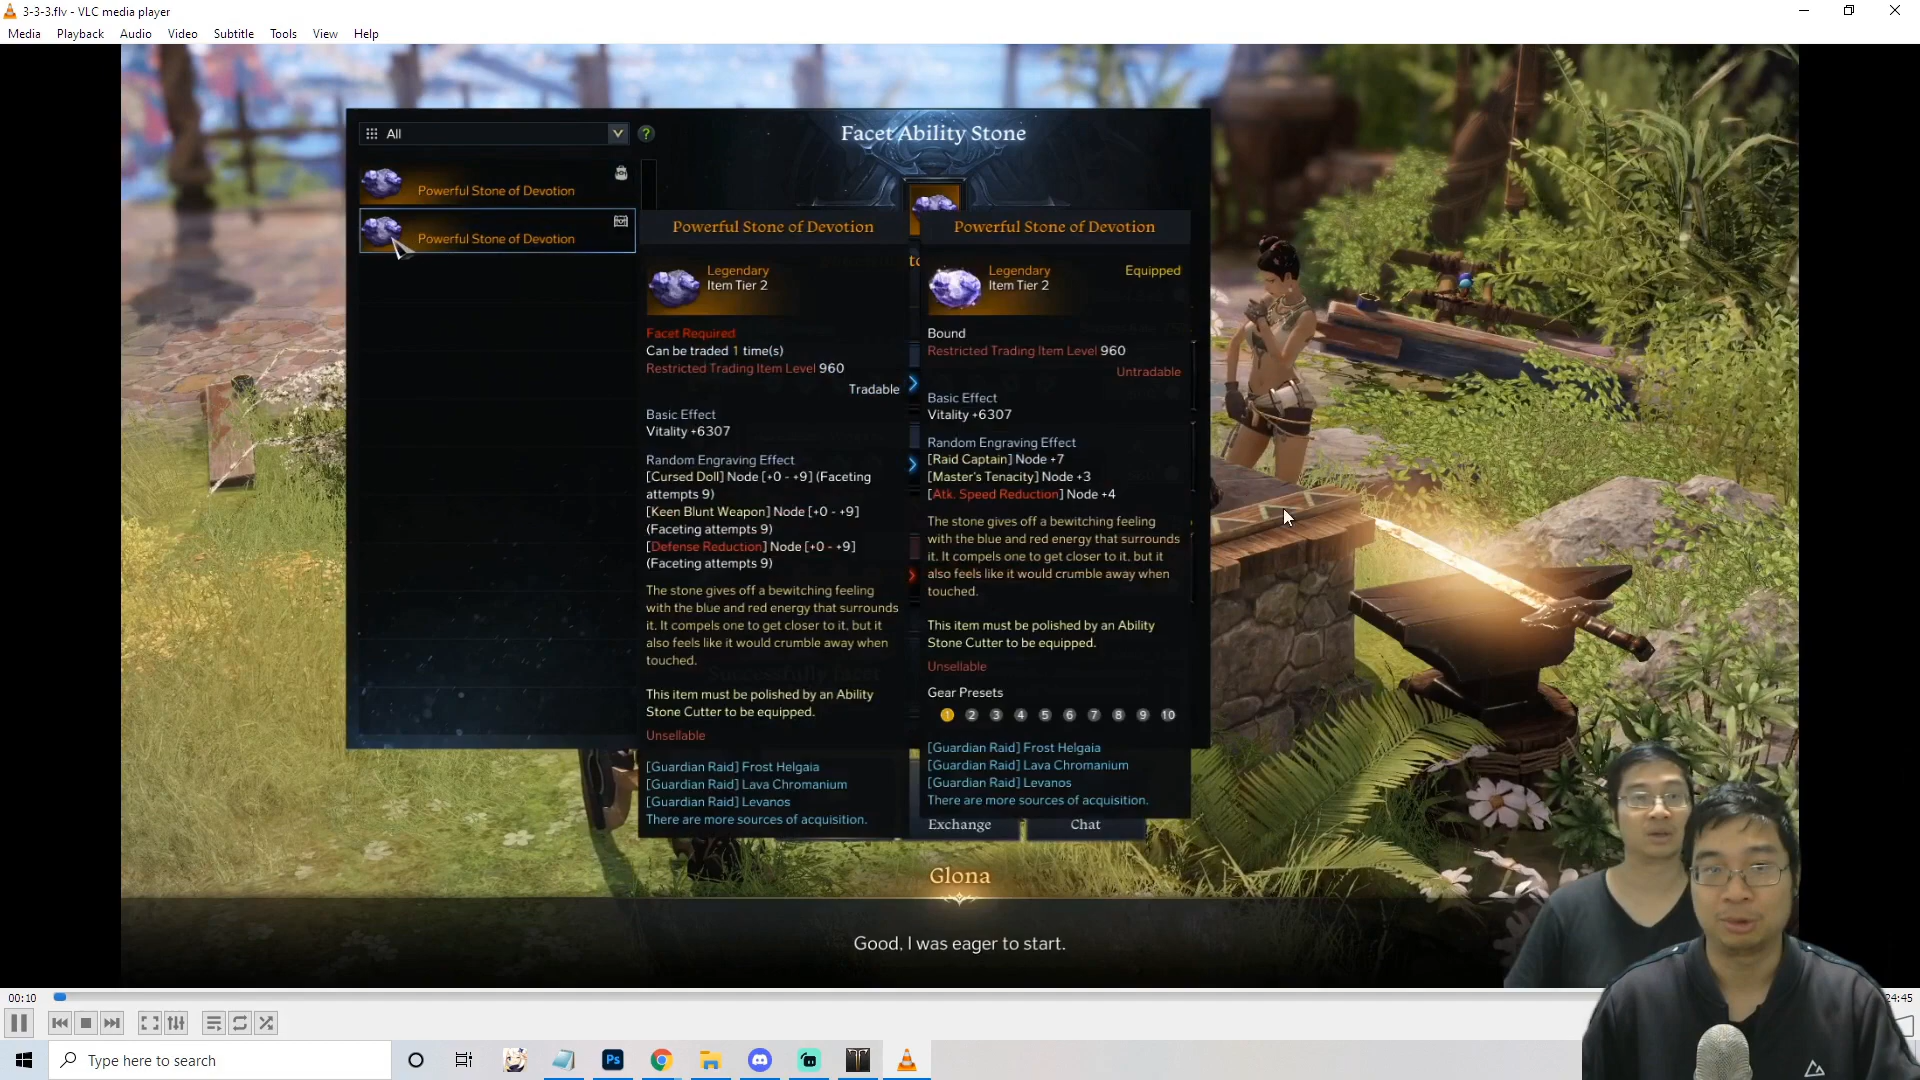 3-3-3.flv - VLC media player
Media Playback Audio Video Subtitle Tools View Help
All
?
Facet Ability Stone
Powerful Stone of Devotion
Powerful Stone of Devotion
Powerful Stone of Devotion
Legendary
Item Tier 2
Facet Required
Can be traded 1 time(s)
Restricted Trading Item Level 960
Tradable
Basic Effect
Vitality +6307
Random Engraving Effect
[Cursed Doll] Node [+0 - +9] (Faceting
attempts 9)
[Keen Blunt Weapon] Node [+0 - +9]
(Faceting attempts 9)
[Defense Reduction] Node [+0 - +9]
(Faceting attempts 9)
The stone gives off a bewitching feeling
with the blue and red energy that surrounds
it. It compels one to get closer to it, but it
also feels like it would crumble away when
touched.
This item must be polished by an Ability
Stone Cutter to be equipped.
Unsellable
[Guardian Raid] Frost Helgaia
[Guardian Raid] Lava Chromanium
[Guardian Raid] Levanos
There are more sources of acquisition.
Powerful Stone of Devotion
Legendary
Equipped
Item Tier 2
Bound
Restricted Trading Item Level 960
Untradable
Basic Effect
Vitality +6307
Random Engraving Effect
[Raid Captain] Node +7
[Master's Tenacity] Node +3
[Atk. Speed Reduction] Node +4
The stone gives off a bewitching feeling
with the blue and red energy that surrounds
it. It compels one to get closer to it, but it
also feels like it would crumble away when
touched.
This item must be polished by an Ability
Stone Cutter to be equipped.
Unsellable
Gear Presets
1 2 3 4 5 6 7 8 9 10
[Guardian Raid] Frost Helgaia
[Guardian Raid] Lava Chromanium
[Guardian Raid] Levanos
There are more sources of acquisition.
Successfully facet
Exchange
Chat
Glona
Good, I was eager to start.
00:10
24:45
Type here to search
Ps